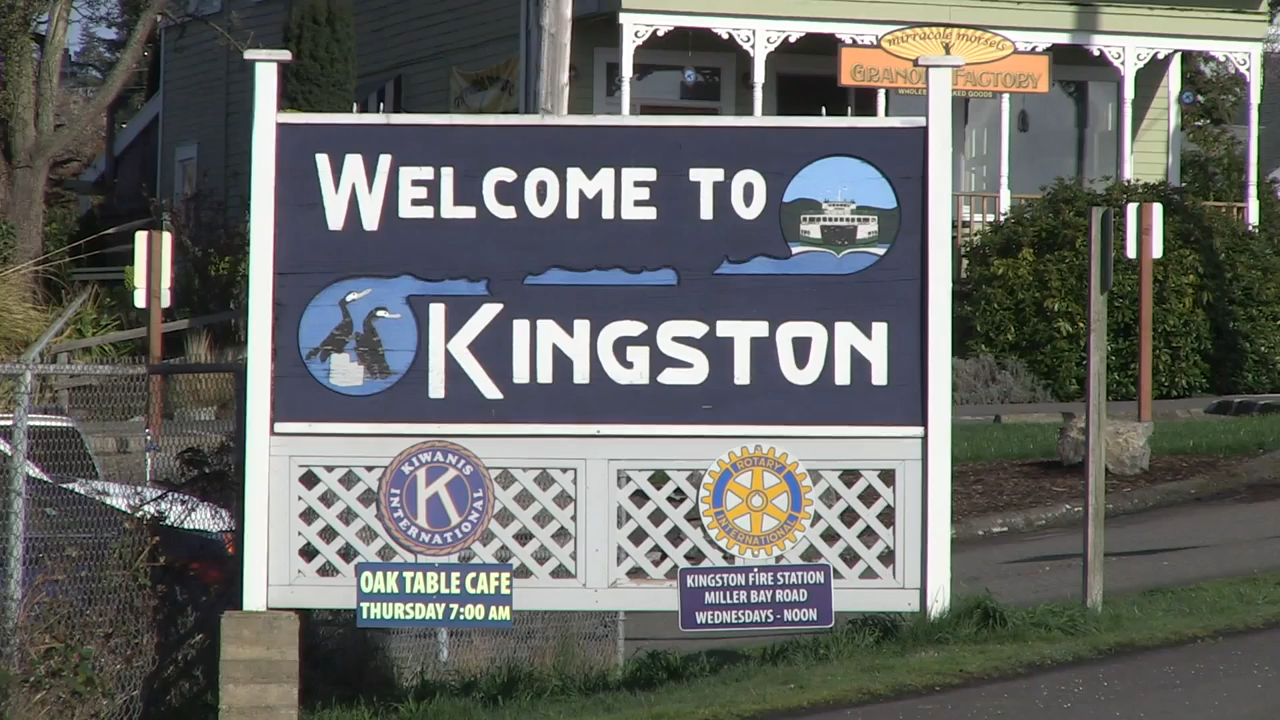 mirracole morsels
GRANOLA FACTORY
WELCOME TO
KINGSTON
KIWANIS
K
INTERNATIONAL
ROTARY
INTERNATIONAL
OAK TABLE CAFE
THURSDAY 7:00 AM
KINGSTON FIRE STATION
MILLER BAY ROAD
WEDNESDAYS - NOON